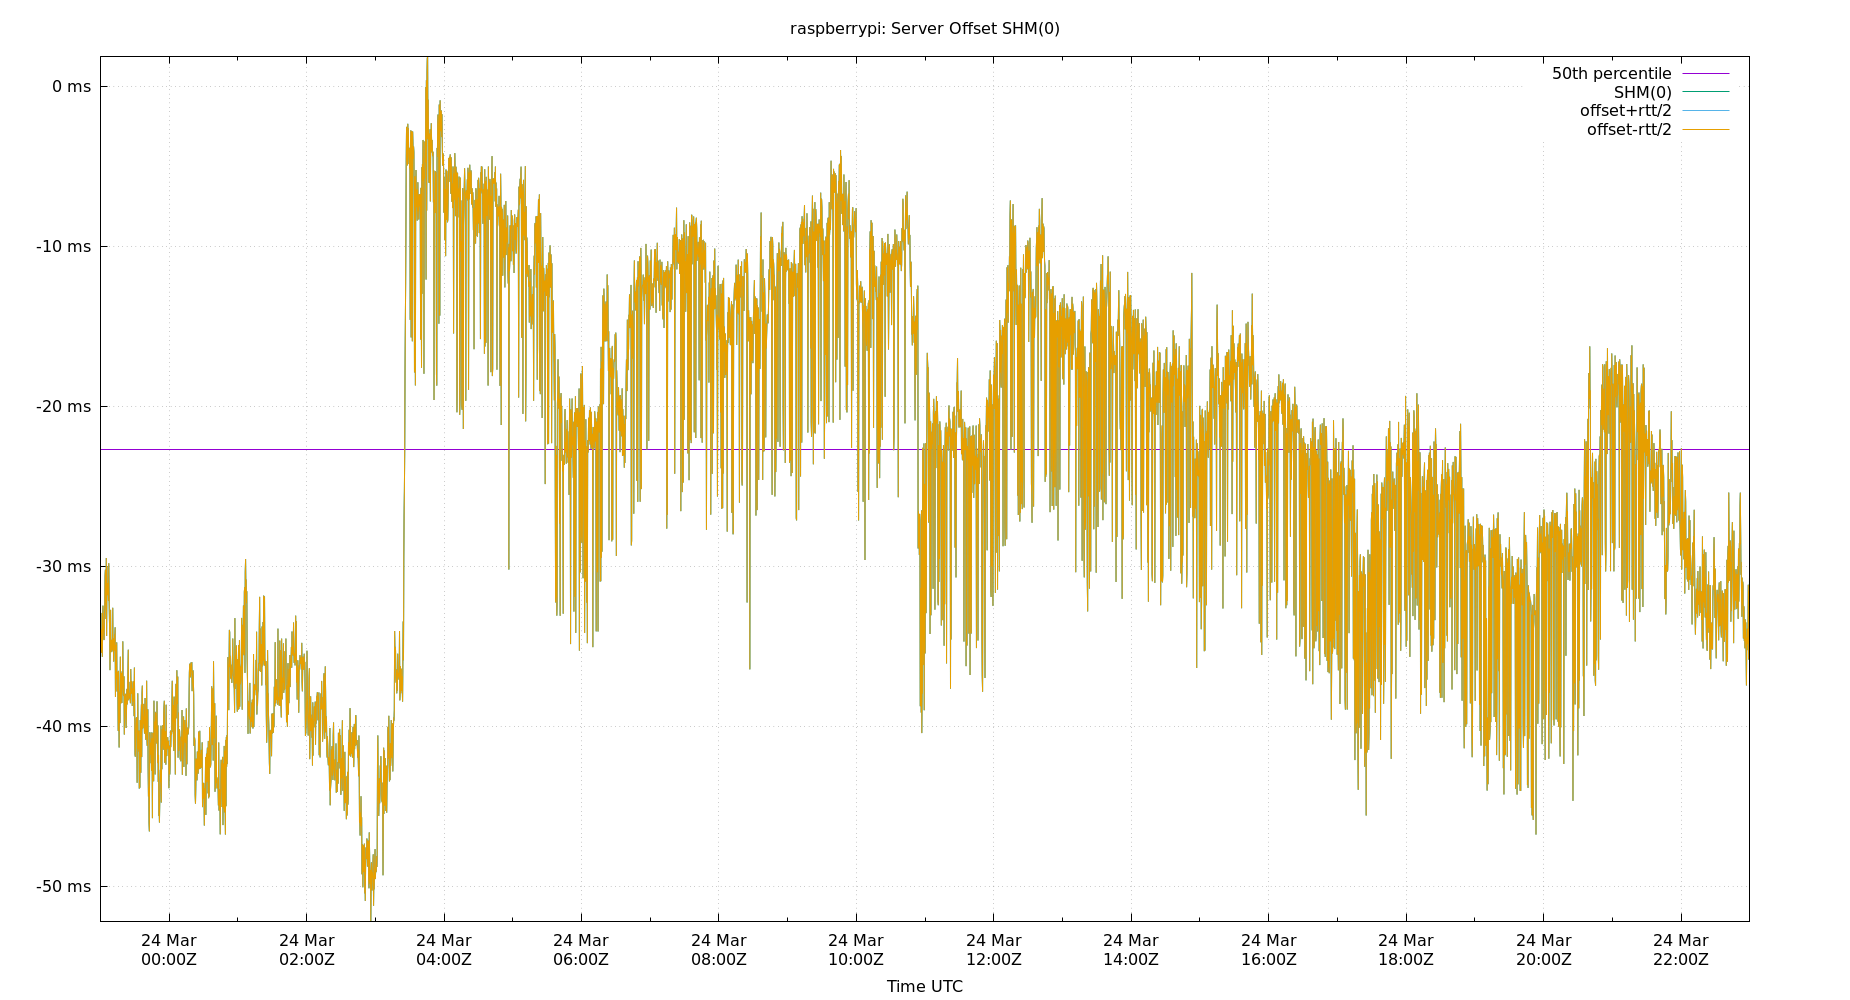 raspberrypi: Server Offset SHM(0)
50th percentile
SHM(0)
offset+rtt/2
offset-rtt/2
0 ms
-10 ms
-20 ms
-30 ms
-40 ms
-50 ms
24 Mar 24 Mar 24 Mar 24 Mar 24 Mar 24 Mar 24 Mar 24 Mar 24 Mar 24 Mar 24 Mar 24 Mar
00:00Z 02:00Z 04:00Z 06:00Z 08:00Z 10:00Z 12:00Z 14:00Z 16:00Z 18:00Z 20:00Z 22:00Z
Time UTC